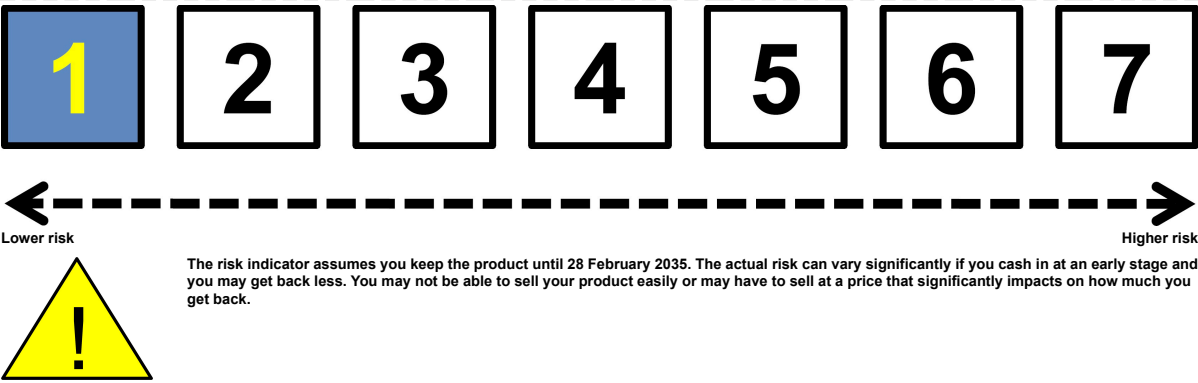 1 2 3 4 5 6 7
Lower risk Higher risk
The risk indicator assumes you keep the product until 28 February 2035. The actual risk can vary significantly if you cash in at an early stage and
you may get back less. You may not be able to sell your product easily or may have to sell at a price that significantly impacts on how much you
get back.
!